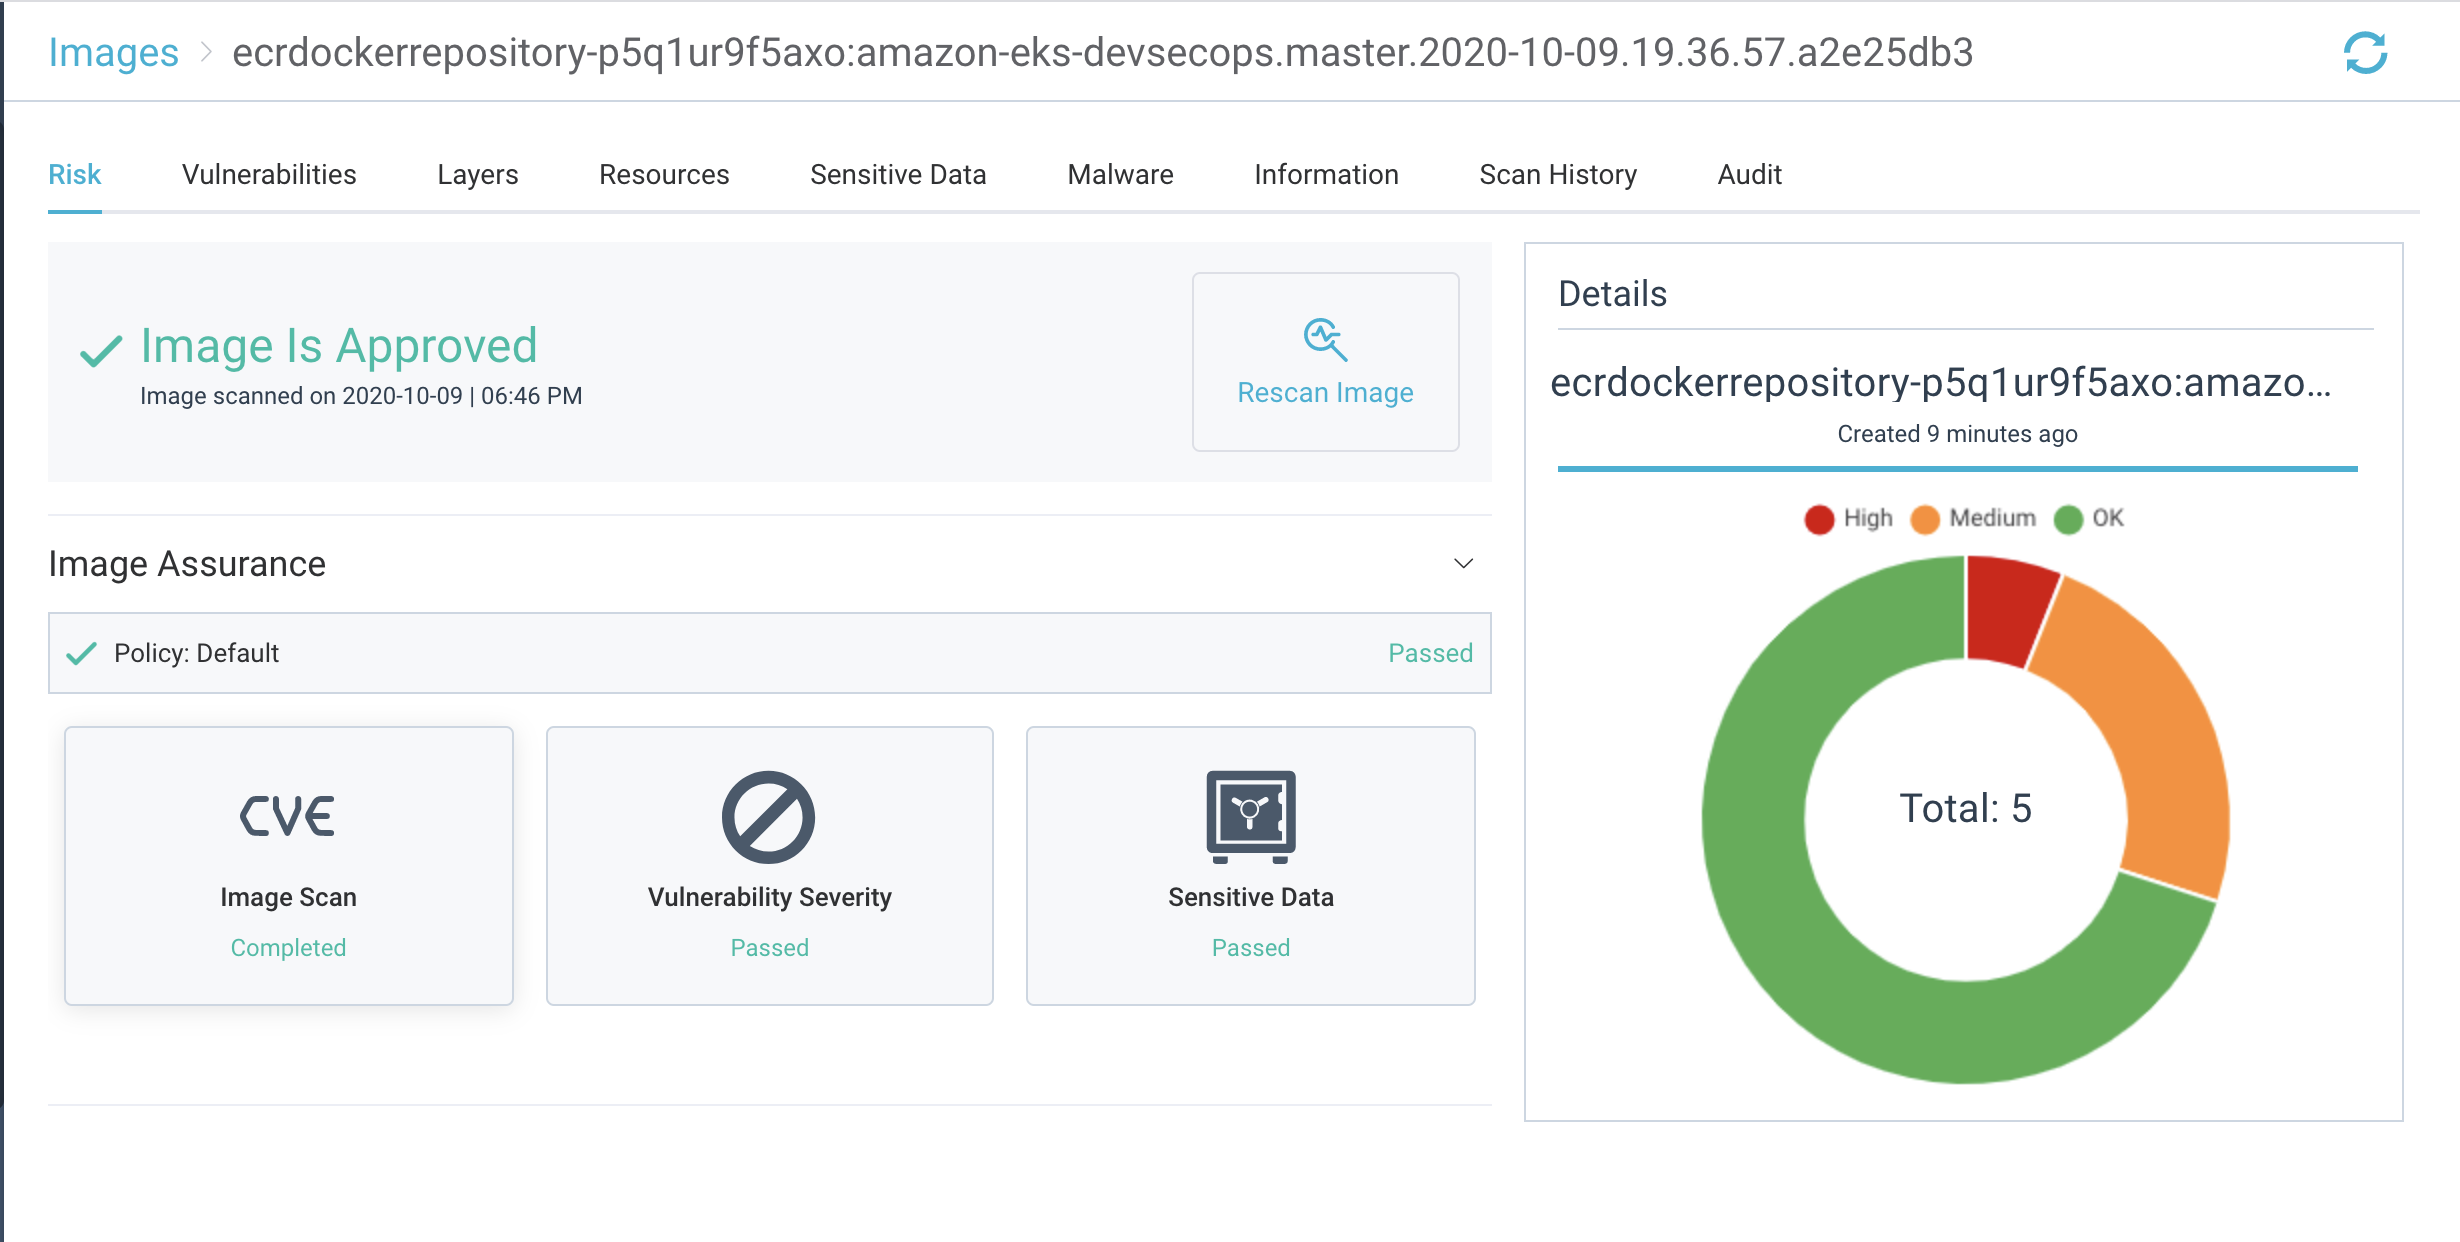 Images > ecrdockerrepository-p5q1ur9f5axo:amazon-eks-devsecops.master.2020-10-09.19.36.57.a2e25db3
Risk Vulnerabilities Layers Resources Sensitive Data Malware Information Scan History Audit
Image Is Approved
Image scanned on 2020-10-09 | 06:46 PM
Rescan Image
Image Assurance
Policy: Default Passed
CVE
Image Scan
Completed
Vulnerability Severity
Passed
Sensitive Data
Passed
Details
ecrdockerrepository-p5q1ur9f5axo:amazo...
Created 9 minutes ago
High Medium OK
Total: 5